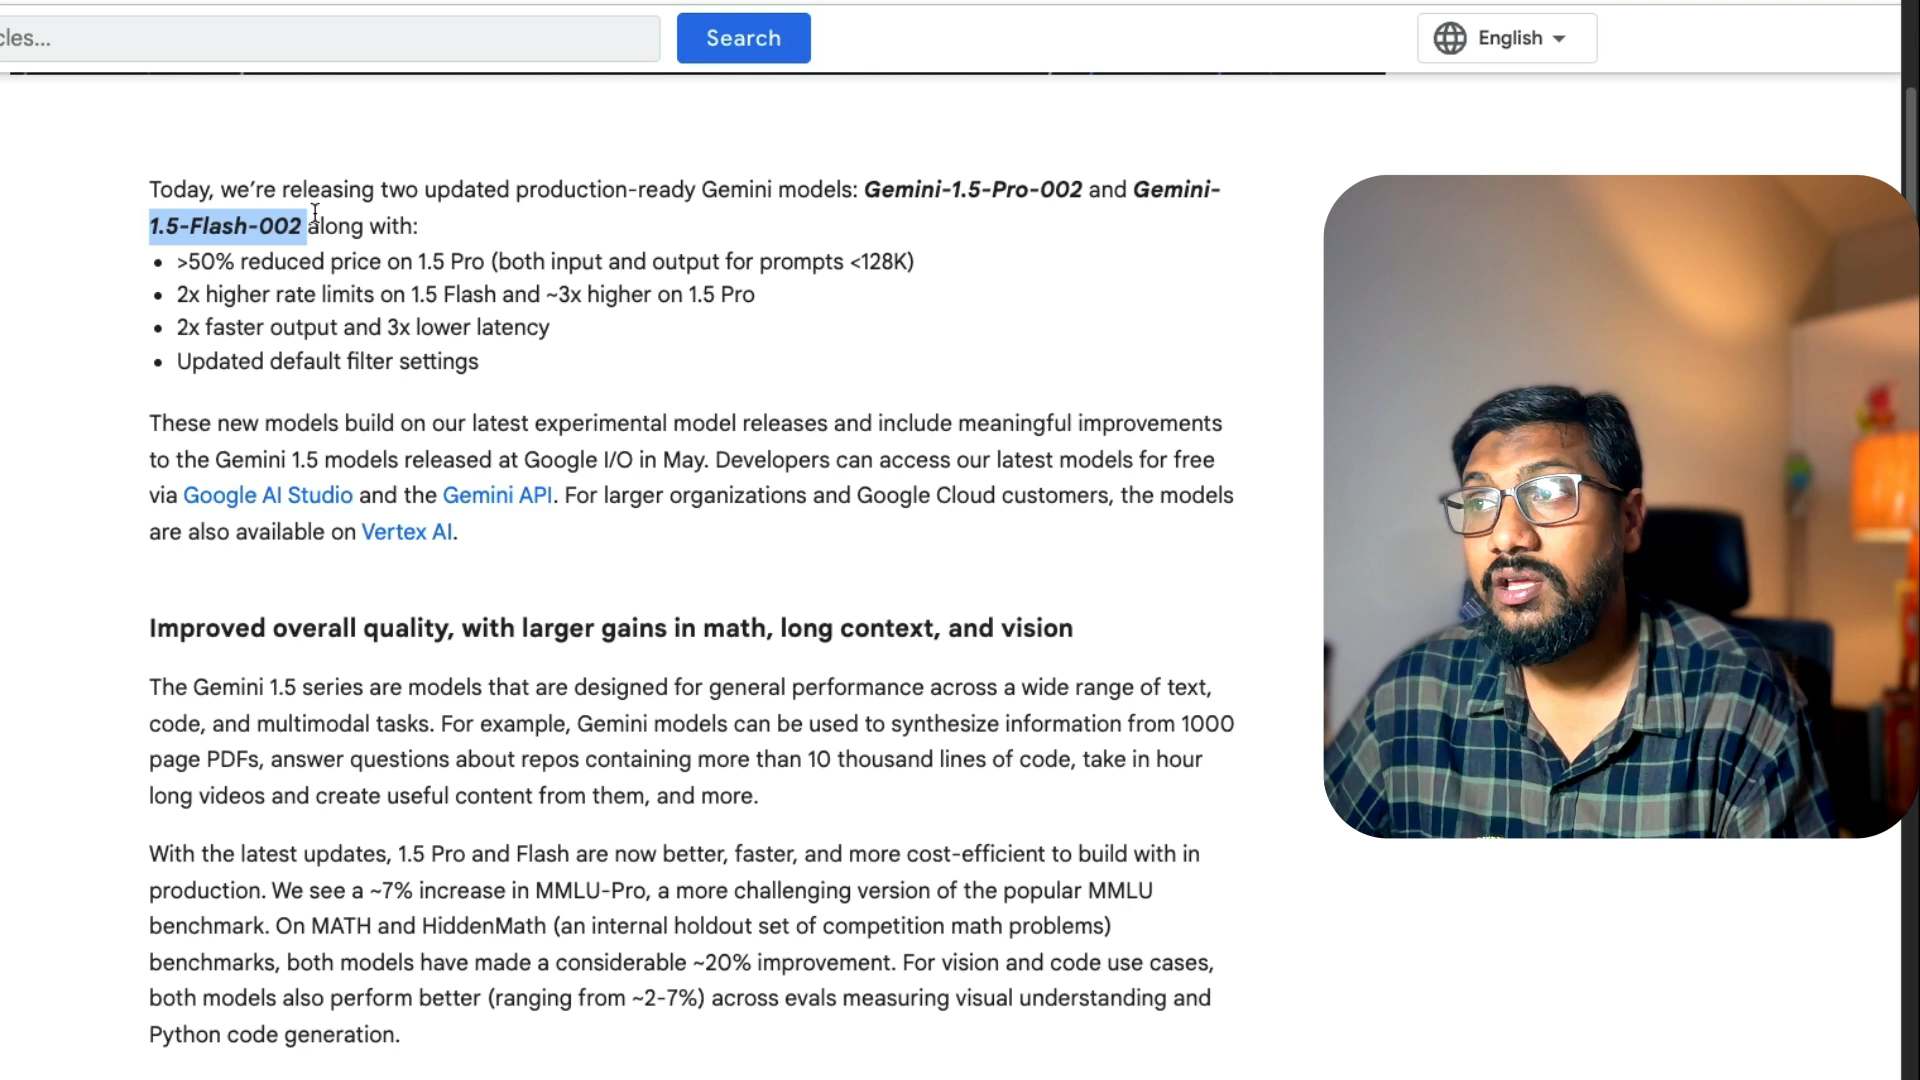 cles...
Search
English
Today, we’re releasing two updated production-ready Gemini models: Gemini-1.5-Pro-002 and Gemini-
1.5-Flash-002 along with:
• >50% reduced price on 1.5 Pro (both input and output for prompts <128K)
• 2x higher rate limits on 1.5 Flash and ~3x higher on 1.5 Pro
• 2x faster output and 3x lower latency
• Updated default filter settings
These new models build on our latest experimental model releases and include meaningful improvements
to the Gemini 1.5 models released at Google I/O in May. Developers can access our latest models for free
via Google AI Studio and the Gemini API. For larger organizations and Google Cloud customers, the models
are also available on Vertex AI.
Improved overall quality, with larger gains in math, long context, and vision
The Gemini 1.5 series are models that are designed for general performance across a wide range of text,
code, and multimodal tasks. For example, Gemini models can be used to synthesize information from 1000
page PDFs, answer questions about repos containing more than 10 thousand lines of code, take in hour
long videos and create useful content from them, and more.
With the latest updates, 1.5 Pro and Flash are now better, faster, and more cost-efficient to build with in
production. We see a ~7% increase in MMLU-Pro, a more challenging version of the popular MMLU
benchmark. On MATH and HiddenMath (an internal holdout set of competition math problems)
benchmarks, both models have made a considerable ~20% improvement. For vision and code use cases,
both models also perform better (ranging from ~2-7%) across evals measuring visual understanding and
Python code generation.